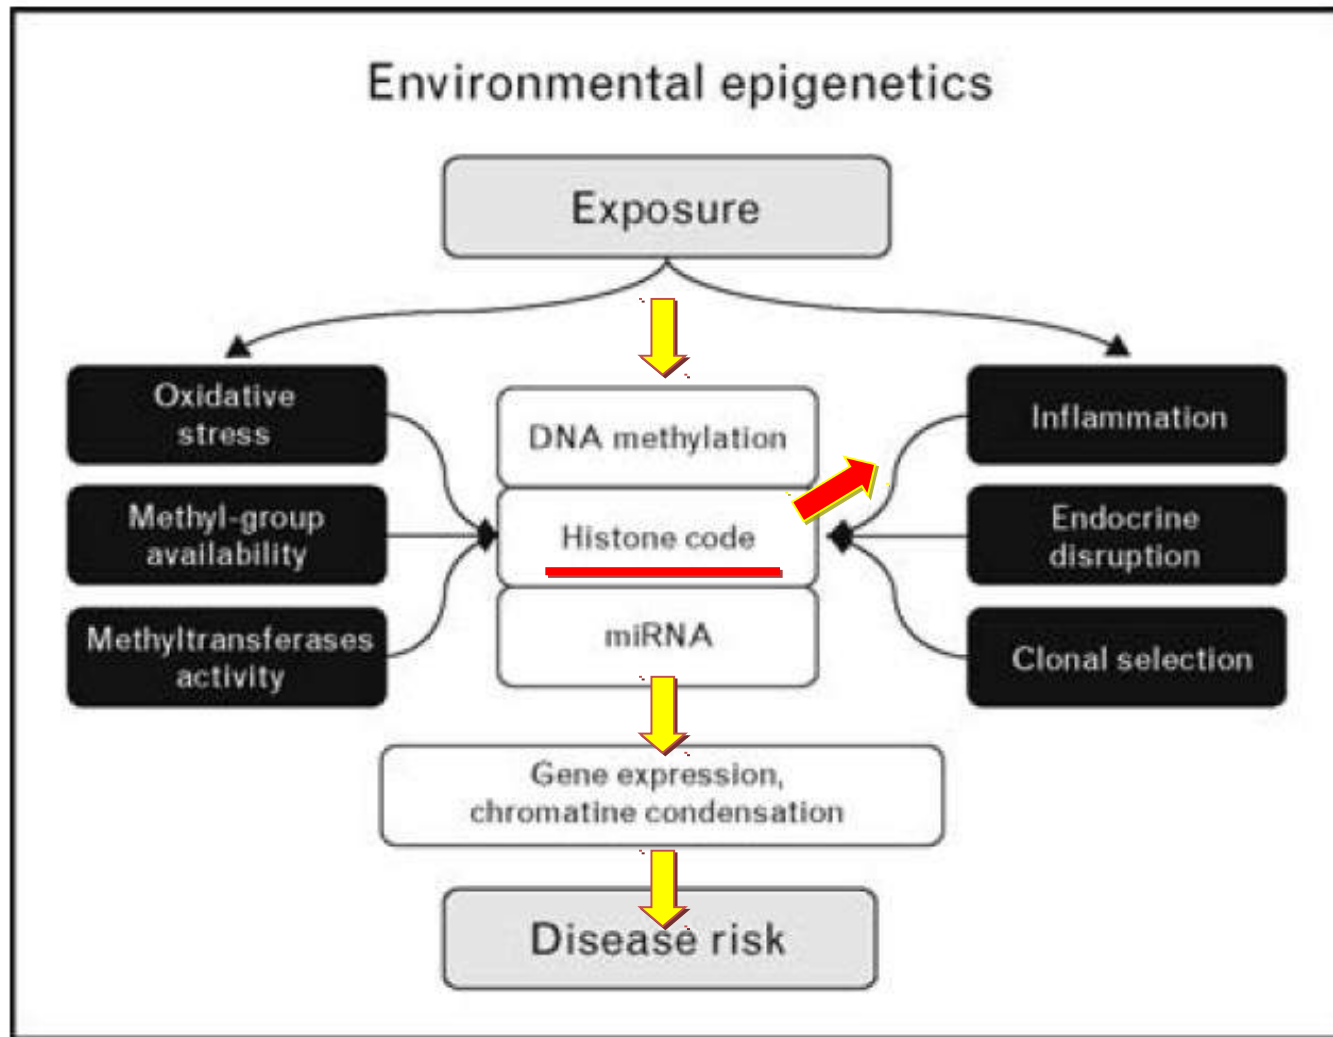 Environmental epigenetics
Exposure
Oxidative
stress
Methyl-group
availability
Methyltransferases
activity
DNA methylation
Histone code
miRNA
Inflammation
Endocrine
disruption
Clonal selection
Gene expression,
chromatine condensation
Disease risk